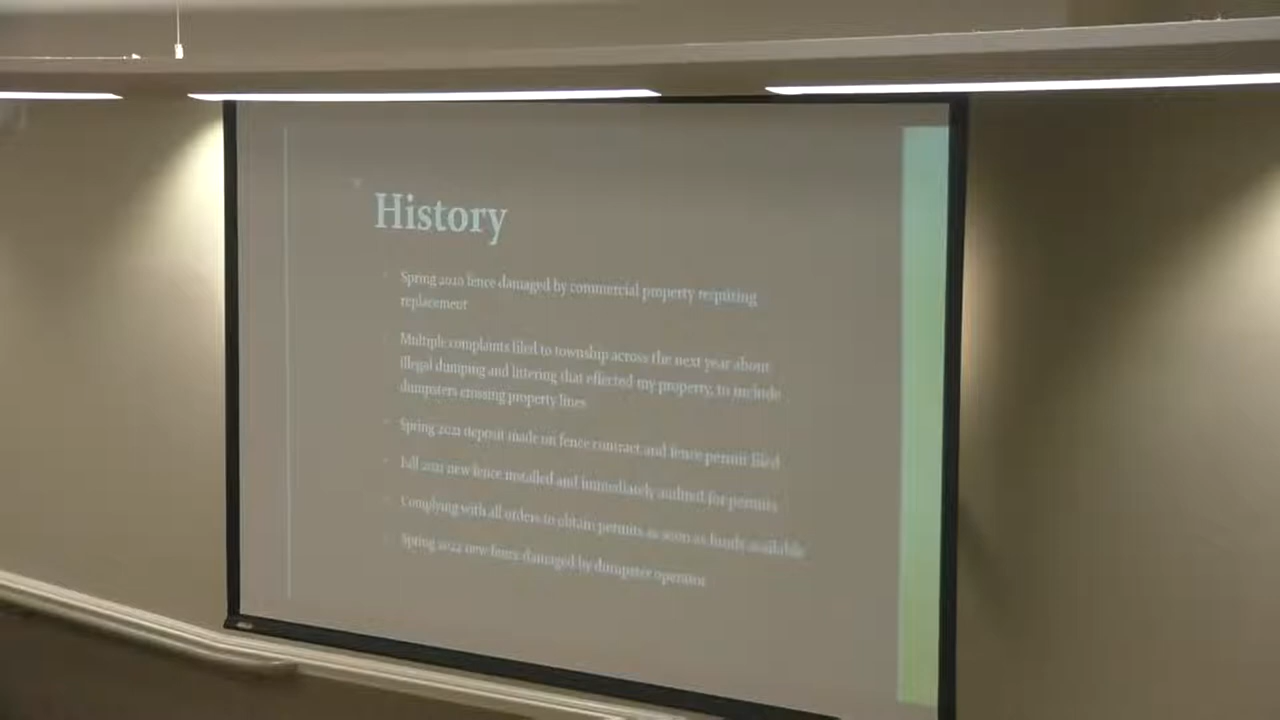 History
Spring 2020 fence damaged by commercial property requiring
replacement
Multiple complaints filed to township across the next year about
illegal dumping and littering that effected my property, to include
dumpsters crossing property lines
Spring 2021 deposit made on fence contract and fence permit filed
Fall 2021 new fence installed and immediately audited for permits
Complying with all orders to obtain permits as soon as funds available
Spring 2022 new fence damaged by dumpster operator